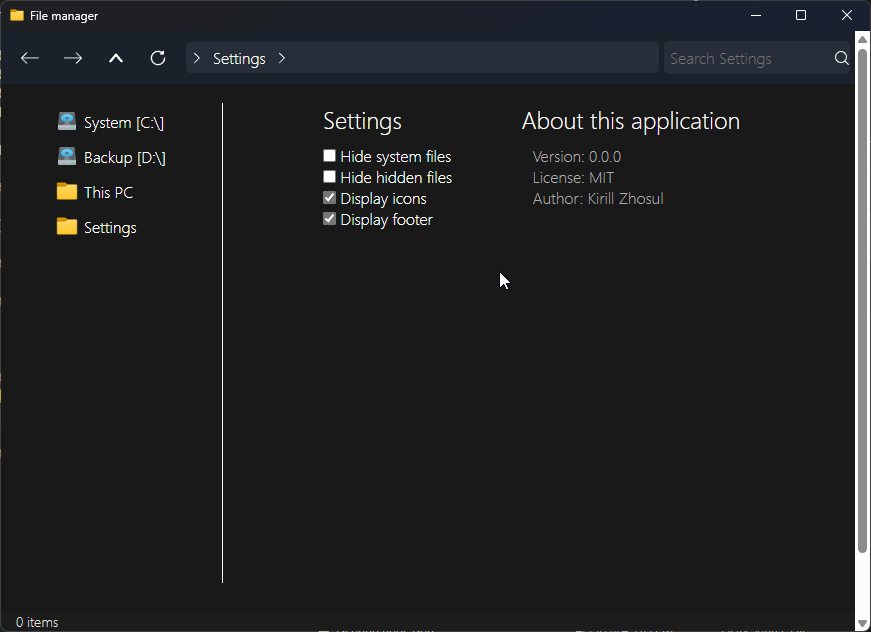 File manager
Settings
Search Settings
System [C:\]
Backup [D:\]
This PC
Settings
Settings
Hide system files
Hide hidden files
Display icons
Display footer
About this application
Version: 0.0.0
License: MIT
Author: Kirill Zhosul
0 items